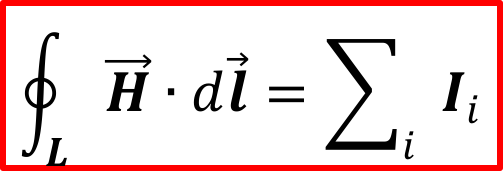 ∮_L H⃗ · dl⃗ = ∑_i I_i